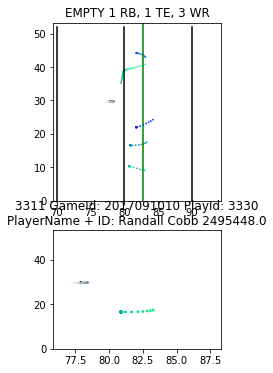 EMPTY 1 RB, 1 TE, 3 WR
50
40
30
20
10
0
70 75 80 85 90
3311 GameId: 2017091010 PlayId: 3330
PlayerName + ID: Randall Cobb 2495448.0
40
20
0
77.5 80.0 82.5 85.0 87.5